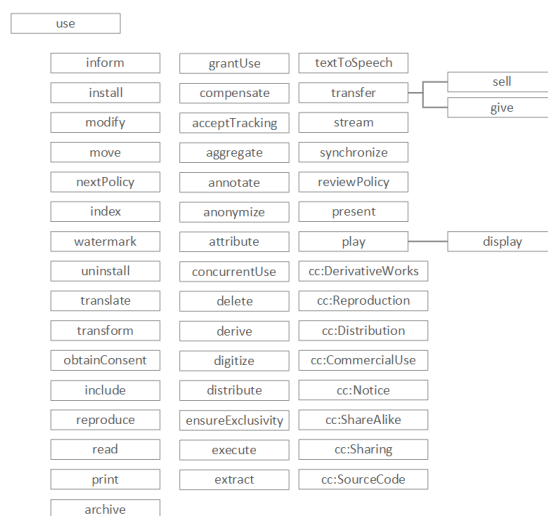 use
inform
install
modify
move
nextPolicy
index
watermark
uninstall
translate
transform
obtainConsent
include
reproduce
read
print
archive
grantUse
compensate
acceptTracking
aggregate
annotate
anonymize
attribute
concurrentUse
delete
derive
digitize
distribute
ensureExclusivity
execute
extract
textToSpeech
transfer
stream
synchronize
reviewPolicy
present
play
cc:DerivativeWorks
cc:Reproduction
cc:Distribution
cc:CommercialUse
cc:Notice
cc:ShareAlike
cc:Sharing
cc:SourceCode
sell
give
display